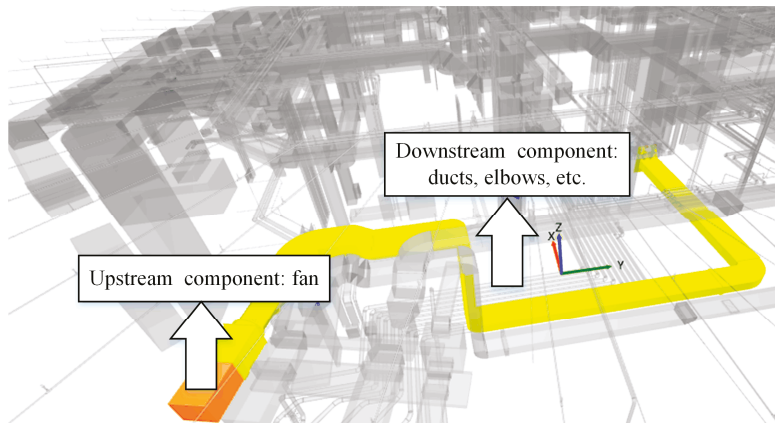 Downstream component:
ducts, elbows, etc.
Z
X
Y
Upstream component: fan